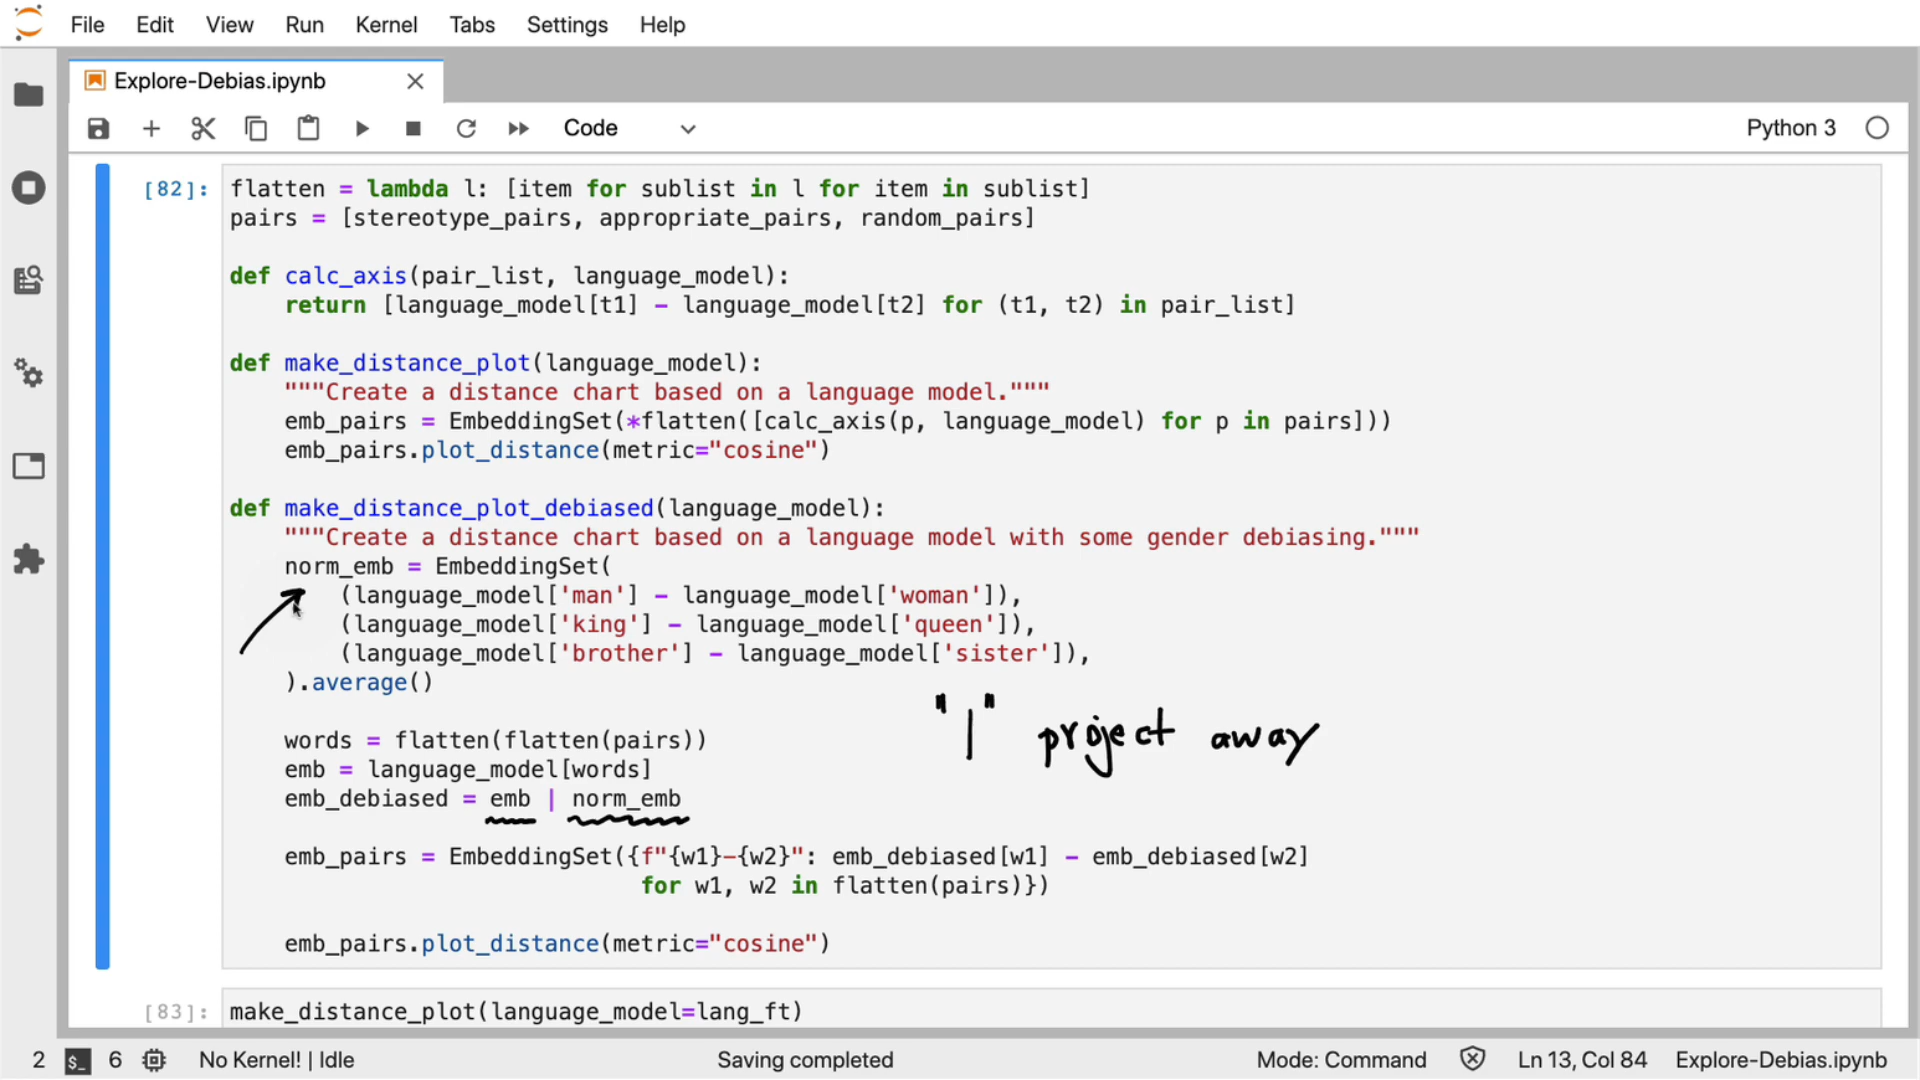 File Edit View Run Kernel Tabs Settings Help
Explore-Debias.ipynb
Code
Python 3
[82]:
flatten = lambda l: [item for sublist in l for item in sublist]
pairs = [stereotype_pairs, appropriate_pairs, random_pairs]
def calc_axis(pair_list, language_model):
    return [language_model[t1] - language_model[t2] for (t1, t2) in pair_list]
def make_distance_plot(language_model):
    """Create a distance chart based on a language model."""
    emb_pairs = EmbeddingSet(*flatten([calc_axis(p, language_model) for p in pairs]))
    emb_pairs.plot_distance(metric="cosine")
def make_distance_plot_debiased(language_model):
    """Create a distance chart based on a language model with some gender debiasing."""
    norm_emb = EmbeddingSet(
        (language_model['man'] - language_model['woman']),
        (language_model['king'] - language_model['queen']),
        (language_model['brother'] - language_model['sister']),
    ).average()
"|" project away
    words = flatten(flatten(pairs))
    emb = language_model[words]
    emb_debiased = emb | norm_emb
    emb_pairs = EmbeddingSet({f"{w1}-{w2}": emb_debiased[w1] - emb_debiased[w2]
                              for w1, w2 in flatten(pairs)})
    emb_pairs.plot_distance(metric="cosine")
[83]: make_distance_plot(language_model=lang_ft)
2 $_ 6 No Kernel! | Idle Saving completed Mode: Command Ln 13, Col 84 Explore-Debias.ipynb